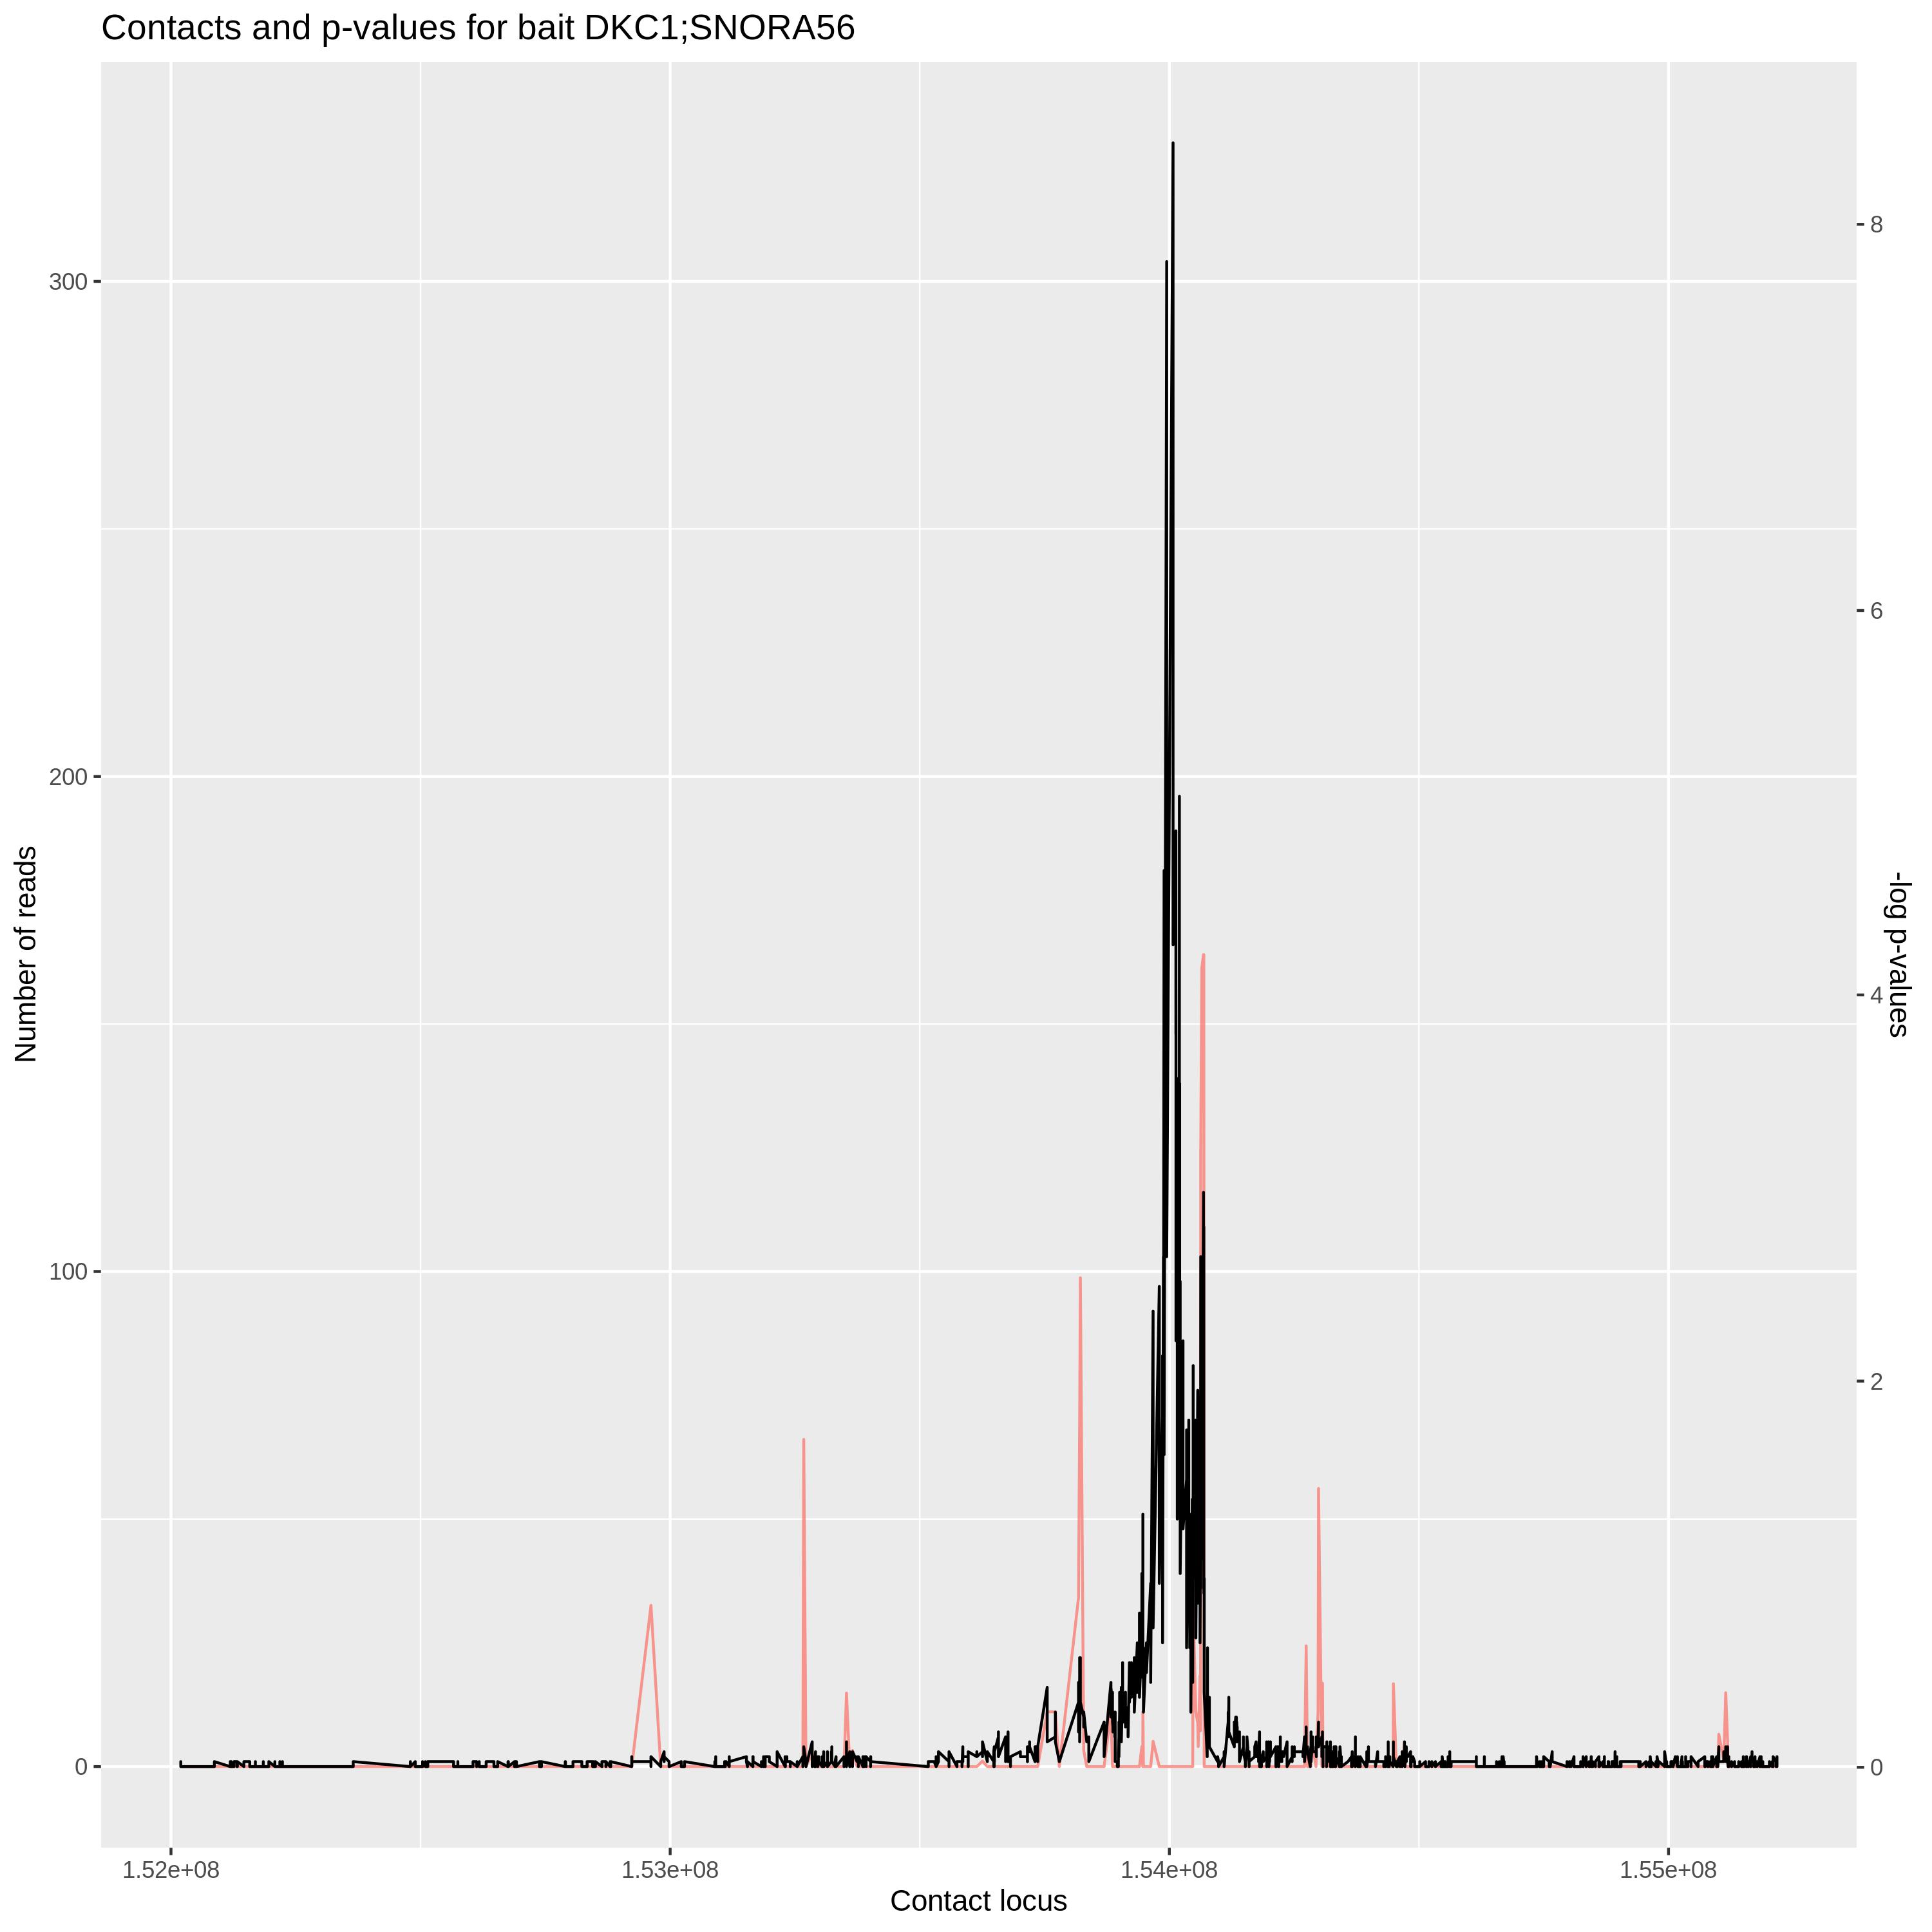 Contacts and p-values for bait DKC1;SNORA56
300
200
100
0
Number of reads
8
6
4
2
0
-log p-values
1.52e+08
1.53e+08
1.54e+08
1.55e+08
Contact locus